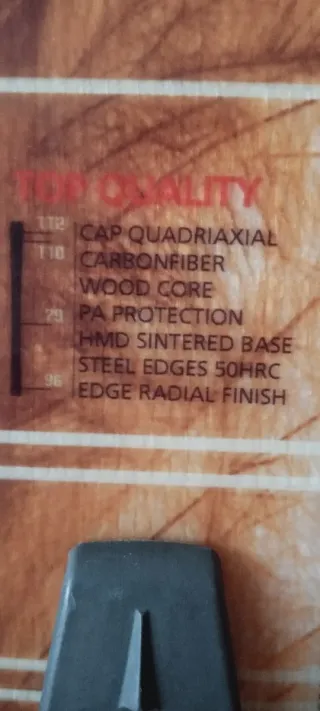 TOP QUALITY
112 CAP QUADRIAXIAL
110 CARBONFIBER
WOOD CORE
79 PA PROTECTION
HMD SINTERED BASE
STEEL EDGES 50HRC
96 EDGE RADIAL FINISH